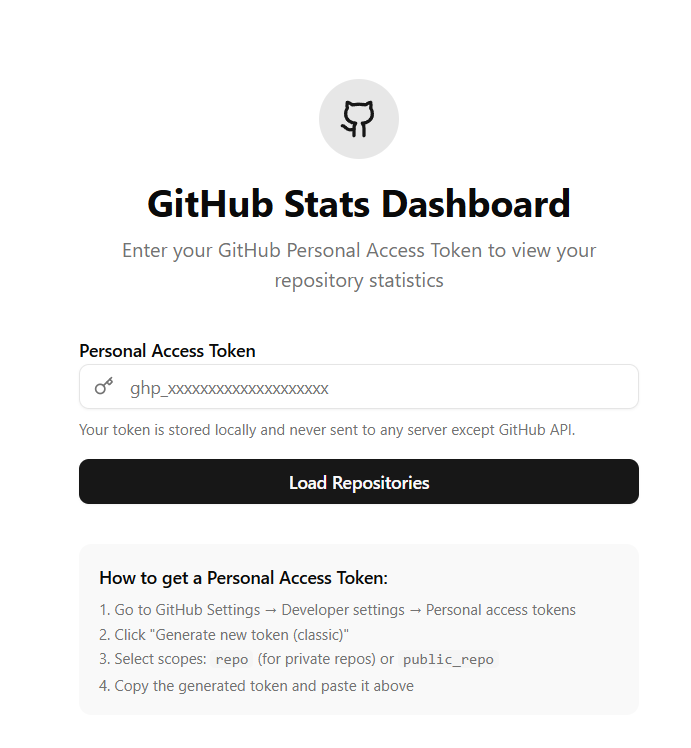 GitHub Stats Dashboard
Enter your GitHub Personal Access Token to view your
repository statistics
Personal Access Token
ghp_xxxxxxxxxxxxxxxxxxxx
Your token is stored locally and never sent to any server except GitHub API.
Load Repositories
How to get a Personal Access Token:
1. Go to GitHub Settings → Developer settings → Personal access tokens
2. Click "Generate new token (classic)"
3. Select scopes: repo (for private repos) or public_repo
4. Copy the generated token and paste it above